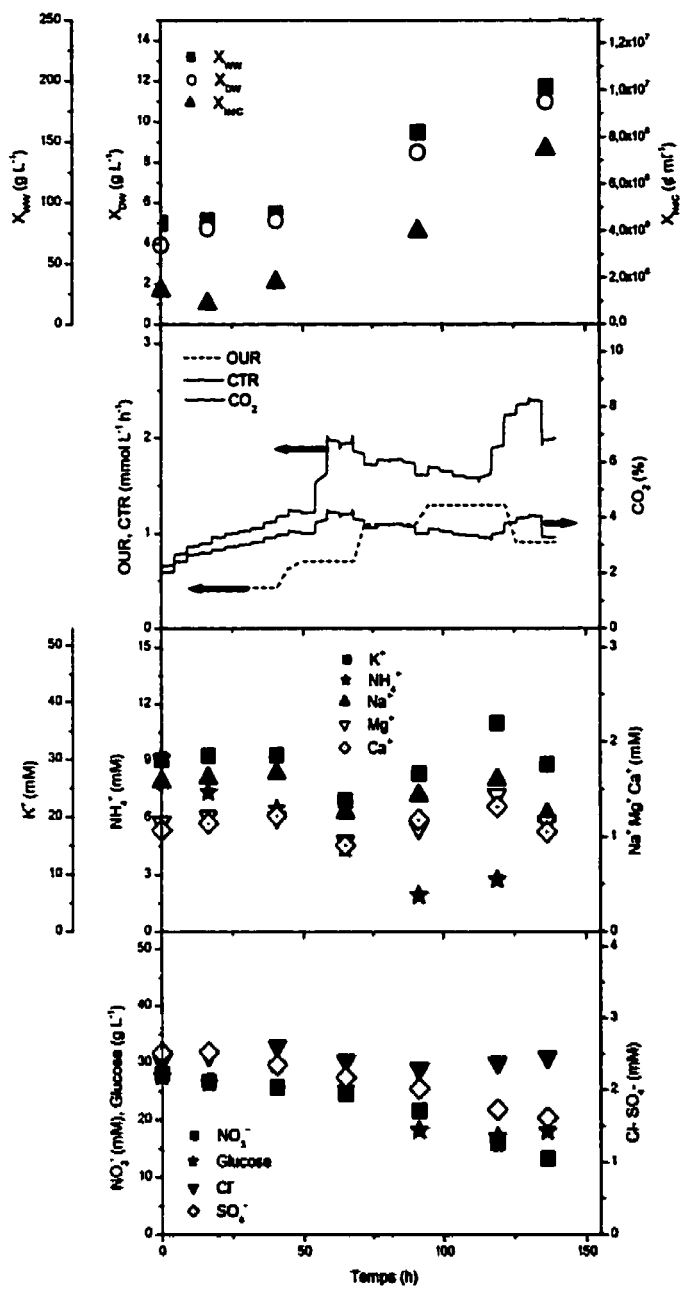 X_WW (g L⁻¹)
250
200
150
100
50
0
X_DW (g L⁻¹)
15
14
12
10
8
6
4
2
0
X_WW
X_DW
1,2x10⁷
1,0x10⁷
8,0x10⁶
6,0x10⁶
4,0x10⁶
2,0x10⁶
0,0
OUR, CTR (mmol L⁻¹ h⁻¹)
3
2
1
0
OUR
CTR
CO₂
10
8
6
4
2
0
CO₂ (%)
K⁺ (mM)
50
40
30
20
10
0
NH₄⁺ (mM)
15
12
9
6
3
0
K⁺
NH₄⁺
Na⁺
Mg⁺
Ca⁺
3
2
1
0
Na⁺ Mg⁺ Ca⁺ (mM)
NO₃⁻ (mM), Glucose (g L⁻¹)
50
40
30
20
10
0
NO₃⁻
Glucose
Cl⁻
SO₄⁻
4
3
2
1
0
Cl⁻ SO₄⁻ (mM)
0
50
100
150
Temps (h)